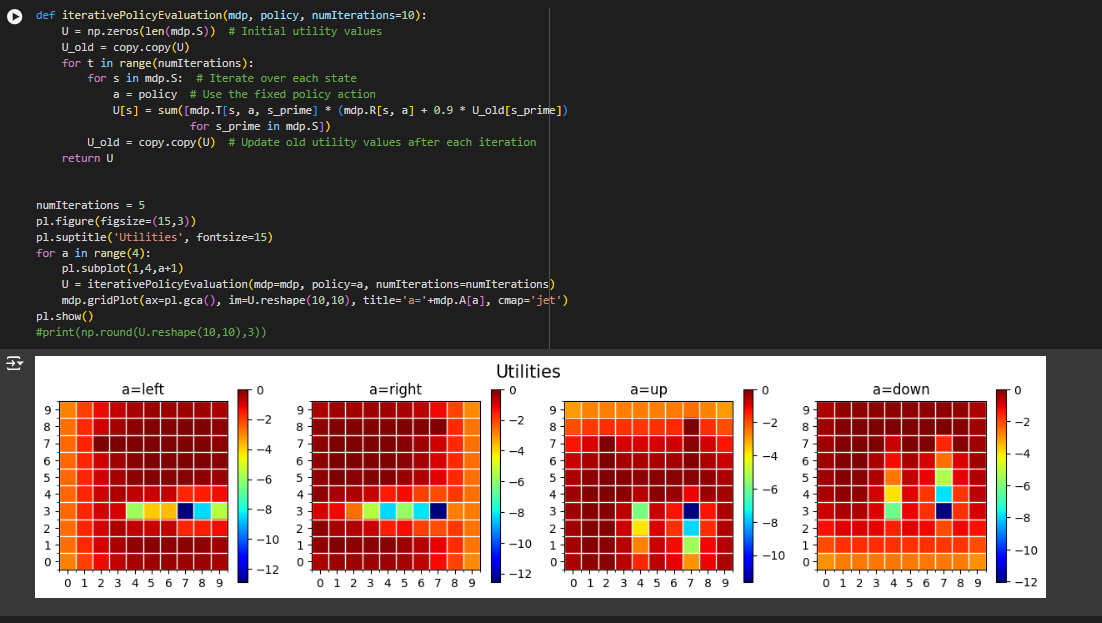 def iterativePolicyEvaluation(mdp, policy, numIterations=10):
U = np.zeros(len(mdp.S))  # Initial utility values
U_old = copy.copy(U)
for t in range(numIterations):
for s in mdp.S:  # Iterate over each state
a = policy  # Use the fixed policy action
U[s] = sum([mdp.T[s, a, s_prime] * (mdp.R[s, a] + 0.9 * U_old[s_prime])
for s_prime in mdp.S])
U_old = copy.copy(U)  # Update old utility values after each iteration
return U
numIterations = 5
pl.figure(figsize=(15,3))
pl.suptitle('Utilities', fontsize=15)
for a in range(4):
pl.subplot(1,4,a+1)
U = iterativePolicyEvaluation(mdp=mdp, policy=a, numIterations=numIterations)
mdp.gridPlot(ax=pl.gca(), im=U.reshape(10,10), title='a='+mdp.A[a], cmap='jet')
pl.show()
#print(np.round(U.reshape(10,10),3))
Utilities
a=left
9
8
7
6
5
4
3
2
1
0
0 1 2 3 4 5 6 7 8 9
0
−2
−4
−6
−8
−10
−12
a=right
9
8
7
6
5
4
3
2
1
0
0 1 2 3 4 5 6 7 8 9
0
−2
−4
−6
−8
−10
−12
a=up
9
8
7
6
5
4
3
2
1
0
0 1 2 3 4 5 6 7 8 9
0
−2
−4
−6
−8
−10
a=down
9
8
7
6
5
4
3
2
1
0
0 1 2 3 4 5 6 7 8 9
0
−2
−4
−6
−8
−10
−12